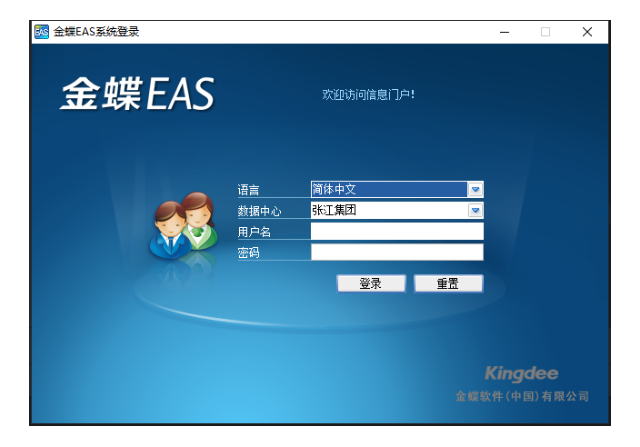 金蝶EAS系统登录
金蝶EAS
欢迎访问信息门户!
语言 简体中文
数据中心 张江集团
用户名
密码
登录 重置
Kingdee
金蝶软件(中国)有限公司